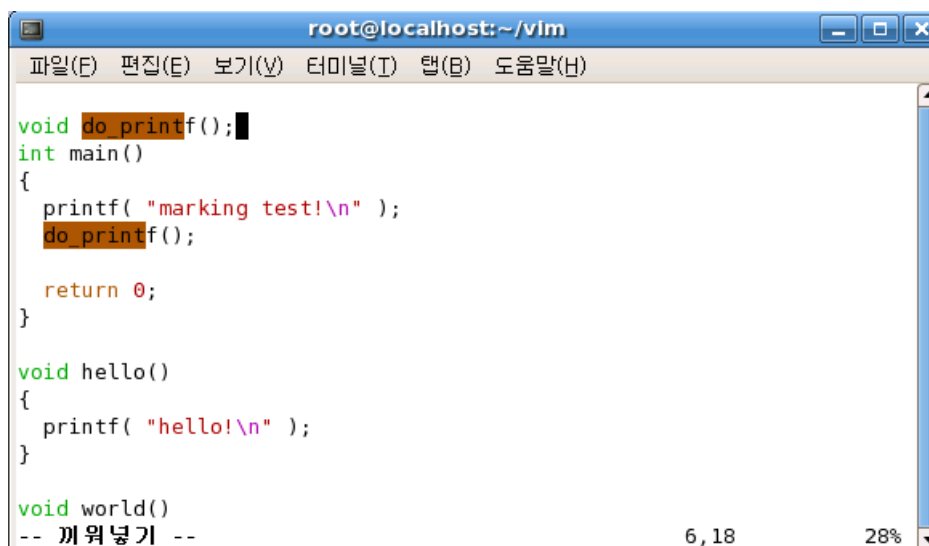 root@localhost:~/vim
파일(F) 편집(E) 보기(V) 터미널(T) 탭(B) 도움말(H)
void do_printf();
int main()
{
  printf( "marking test!\n" );
  do_printf();
  return 0;
}
void hello()
{
  printf( "hello!\n" );
}
void world()
-- 끼워넣기 -- 6,18 28%